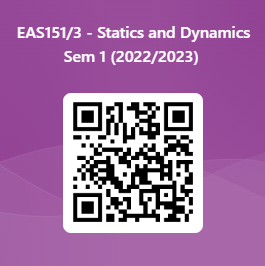 EAS151/3 - Statics and Dynamics
Sem 1 (2022/2023)